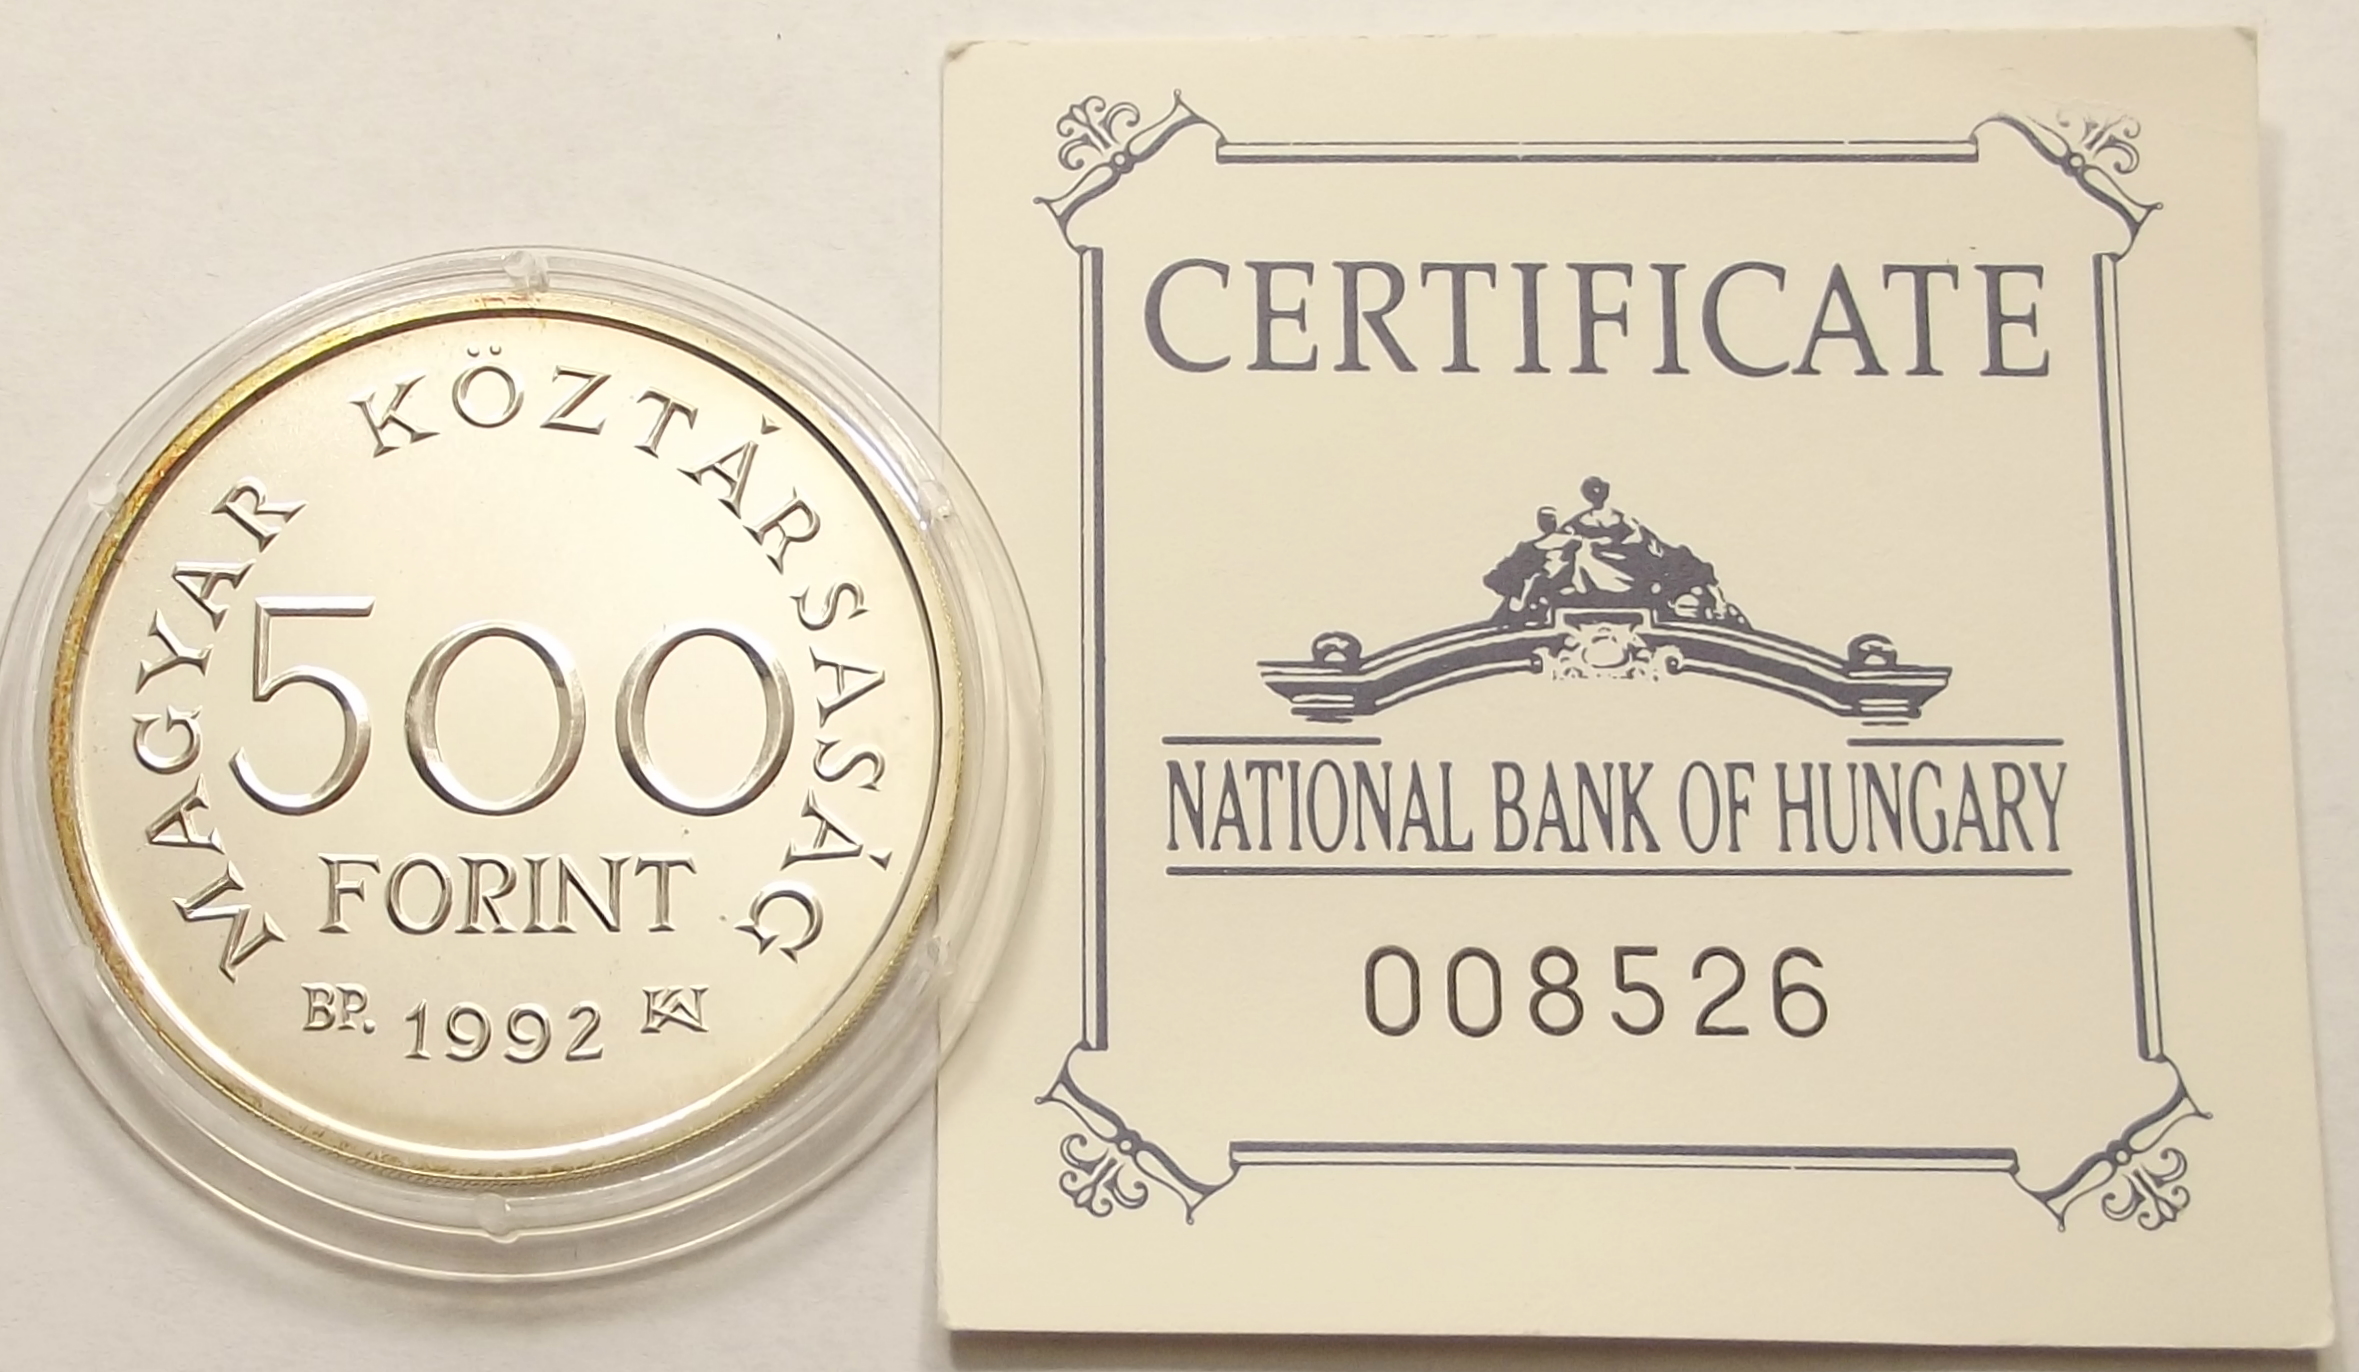 MAGYAR KÖZTÁRSASÁG
500
FORINT
BP. 1992
CERTIFICATE
NATIONAL BANK OF HUNGARY
008526